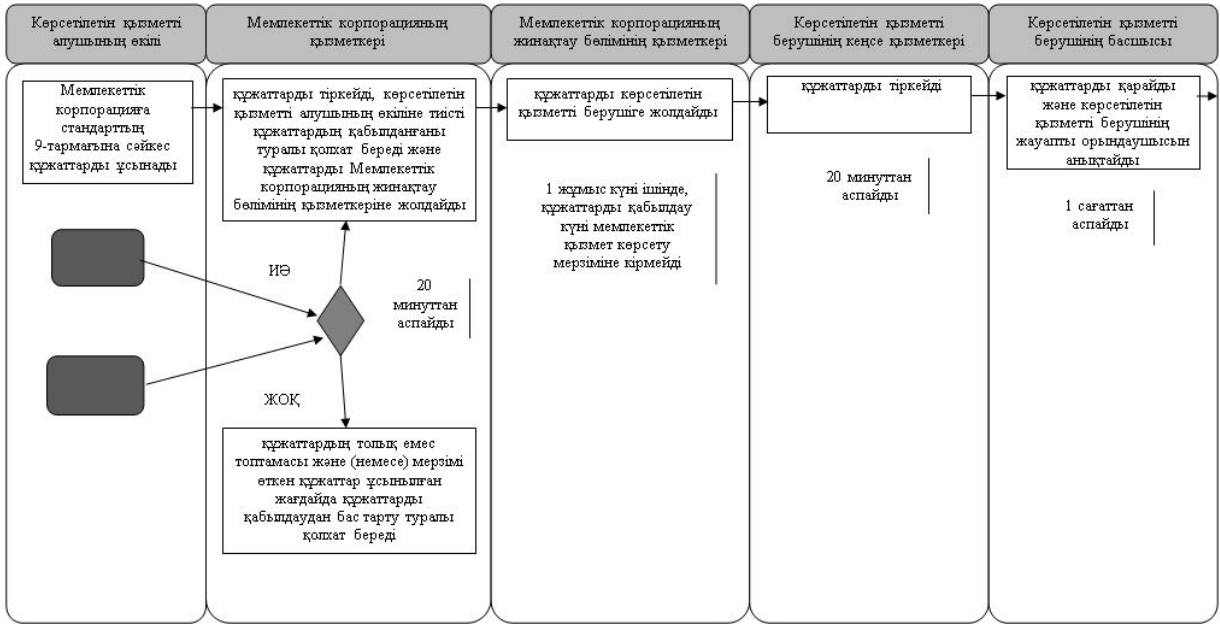 Көрсетілетін қызметті
алушының өкілі
Мемлекеттік корпорацияның
қызметкері
Мемлекеттік корпорацияның
жинақтау бөлімінің қызметкері
Көрсетілетін қызметті
берушінің кеңсе қызметкері
Көрсетілетін қызметті
берушінің басшысы
Мемлекеттік
корпорацияға
стандарттың
9-тармағына сәйкес
құжаттарды ұсынады
құжаттарды тіркейді, көрсетілетін
қызметті алушының өкіліне тиісті
құжаттардың қабылданғаны
туралы қолхат береді және
құжаттарды Мемлекеттік
корпорацияның жинақтау
бөлімінің қызметкеріне жолдайды
ИӘ
20
минуттан
аспайды
ЖОҚ
құжаттардың толық емес
топтамасы және (немесе) мерзімі
өткен құжаттар ұсынылған
жағдайда құжаттарды
қабылдаудан бас тарту туралы
қолхат береді
құжаттарды көрсетілетін
қызметті берушіге жолдайды
1 жұмыс күні ішінде,
құжаттарды қабылдау
күні мемлекеттік
қызмет көрсету
мерзіміне кірмейді
құжаттарды тіркейді
20 минуттан
аспайды
құжаттарды қарайды
және көрсетілетін
қызметті берушінің
жауапты орындаушысын
анықтайды
1 сағаттан
аспайды